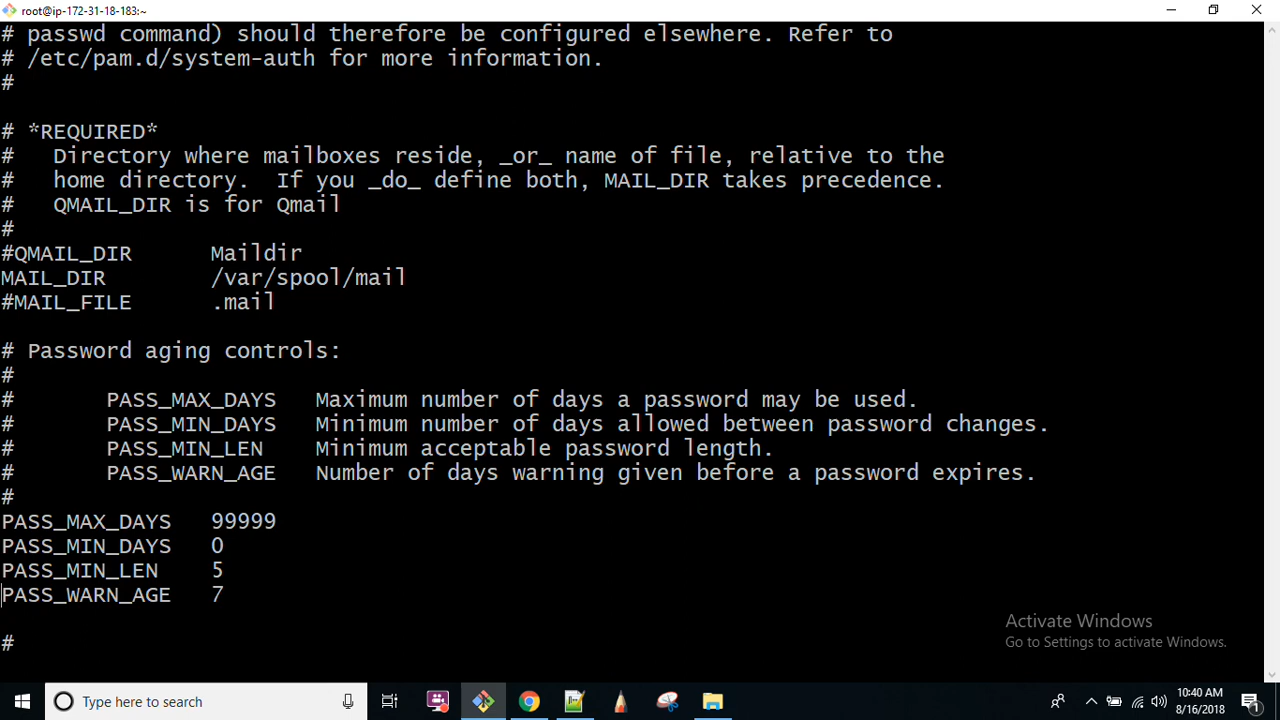 root@ip-172-31-18-183:~
# passwd command) should therefore be configured elsewhere. Refer to
# /etc/pam.d/system-auth for more information.
#
# *REQUIRED*
#   Directory where mailboxes reside, _or_ name of file, relative to the
#   home directory.  If you _do_ define both, MAIL_DIR takes precedence.
#   QMAIL_DIR is for Qmail
#
#QMAIL_DIR      Maildir
MAIL_DIR        /var/spool/mail
#MAIL_FILE      .mail
# Password aging controls:
#
#       PASS_MAX_DAYS   Maximum number of days a password may be used.
#       PASS_MIN_DAYS   Minimum number of days allowed between password changes.
#       PASS_MIN_LEN    Minimum acceptable password length.
#       PASS_WARN_AGE   Number of days warning given before a password expires.
#
PASS_MAX_DAYS   99999
PASS_MIN_DAYS   0
PASS_MIN_LEN    5
PASS_WARN_AGE   7
#
Activate Windows
Go to Settings to activate Windows.
Type here to search
10:40 AM
8/16/2018
1